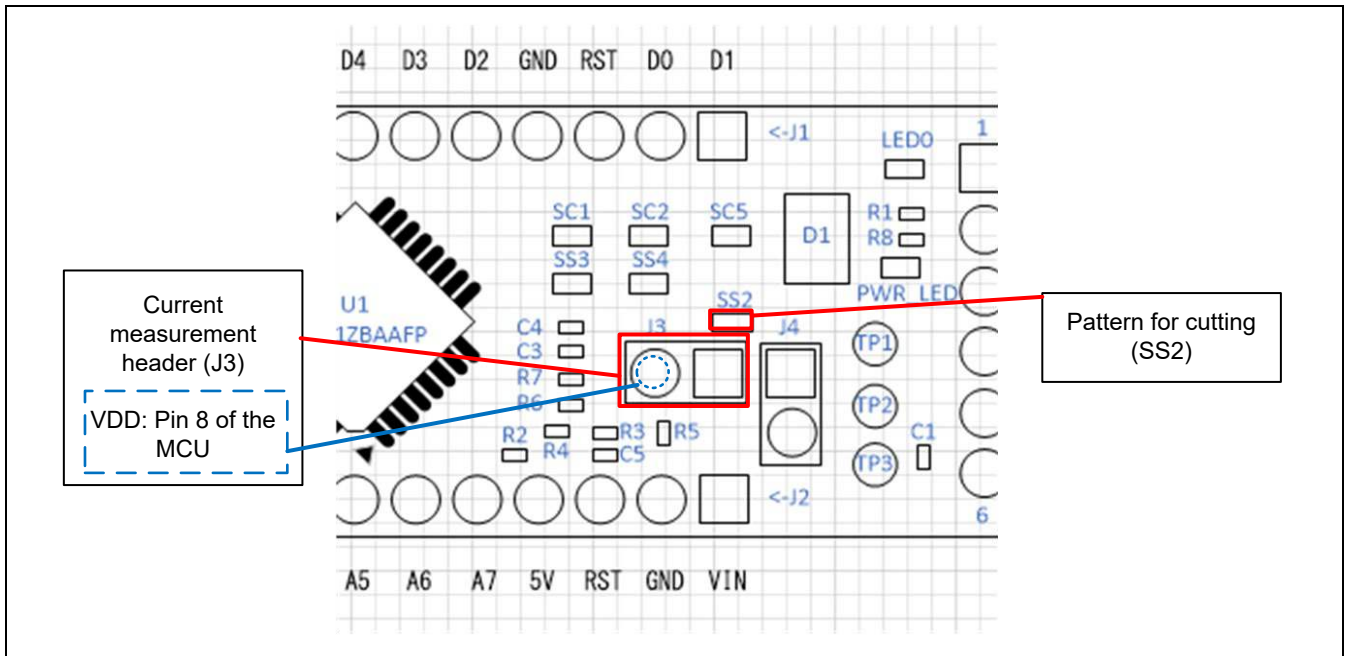 D4 D3 D2 GND RST D0 D1
<-J1
LED0
1
SC1 SC2 SC5
D1
R1
R8
SS3 SS4
PWR_LED
SS2
U1
1ZBAAFP
C4
J3
J4
TP1
C3
R7
R6
TP2
R2
R4
R3
R5
C5
C1
TP3
<-J2
6
A5 A6 A7 5V RST GND VIN
Current
measurement
header (J3)
VDD: Pin 8 of the
MCU
Pattern for cutting
(SS2)